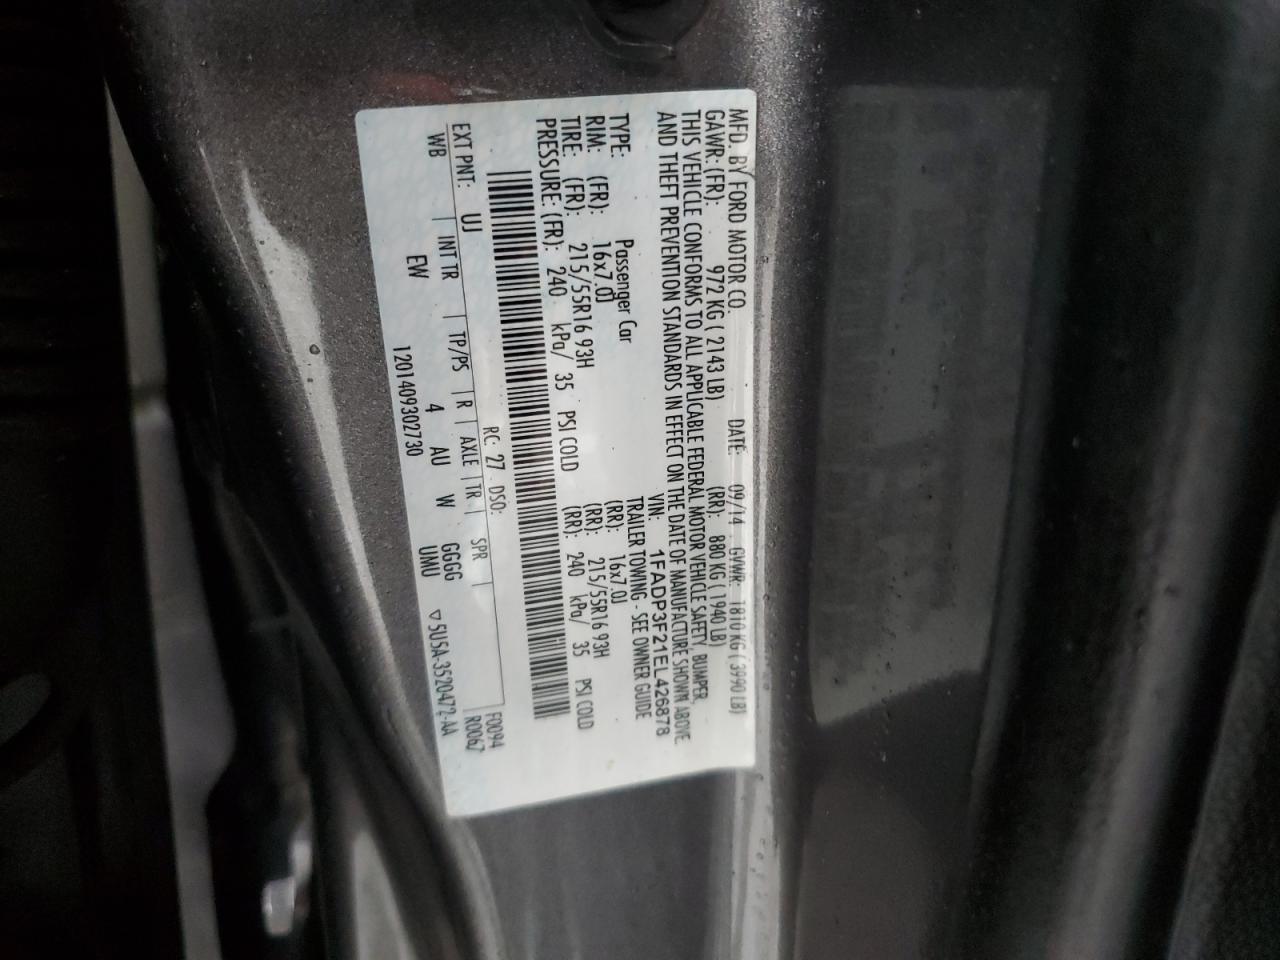 MFD. BY FORD MOTOR CO.
DATE: 09/14 GVWR: 1810 KG ( 3990 LB)
GAWR: (FR): 972 KG ( 2143 LB) (RR): 880 KG ( 1940 LB)
THIS VEHICLE CONFORMS TO ALL APPLICABLE FEDERAL MOTOR VEHICLE SAFETY, BUMPER,
AND THEFT PREVENTION STANDARDS IN EFFECT ON THE DATE OF MANUFACTURE SHOWN ABOVE.
VIN: 1FADP3F21EL426878
TYPE: Passenger Car TRAILER TOWING - SEE OWNER GUIDE
RIM: (FR): 16x7.0J (RR): 16x7.0J
TIRE: (FR): 215/55R16 93H (RR): 215/55R16 93H
PRESSURE: (FR): 240 kPa/ 35 PSI COLD (RR): 240 kPa/ 35 PSI COLD
F0094
EXT PNT: UJ RC: 27 DSO: R0067
WB | INT TR | TP/PS | R | AXLE | TR | SPR |
EW 4 AU W GGGG
1201409302730 UMU ▽5U5A-3520472-AA